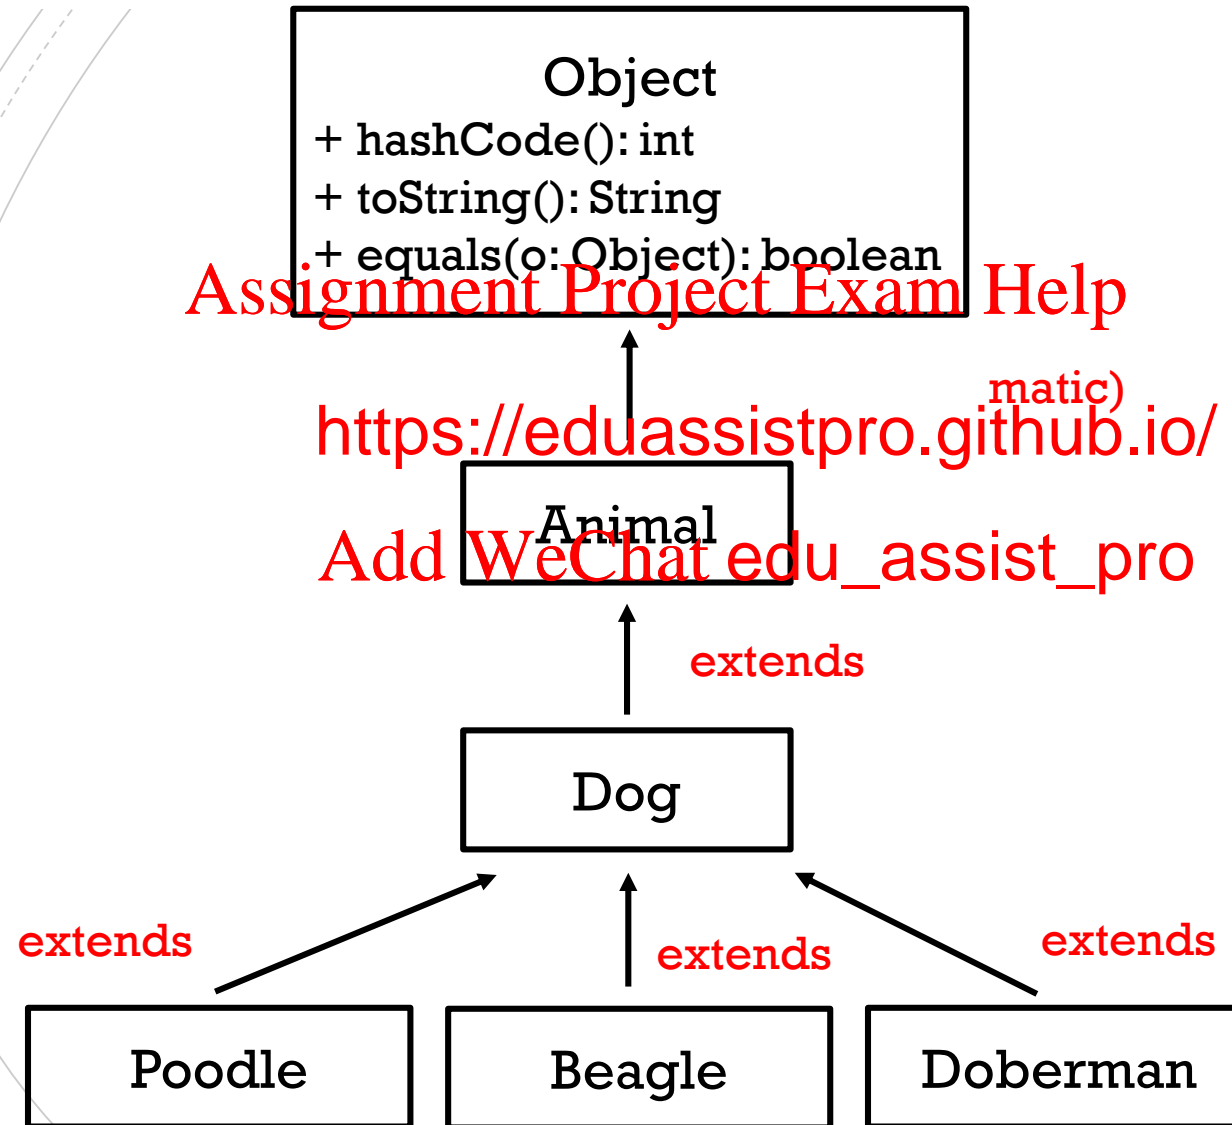 Object
+ hashCode(): int
+ toString(): String
+ equals(o: Object): boolean
Assignment Project Exam Help
matic)
https://eduassistpro.github.io/
Animal
Add WeChat edu_assist_pro
extends
Dog
extends
extends
extends
Poodle
Beagle
Doberman